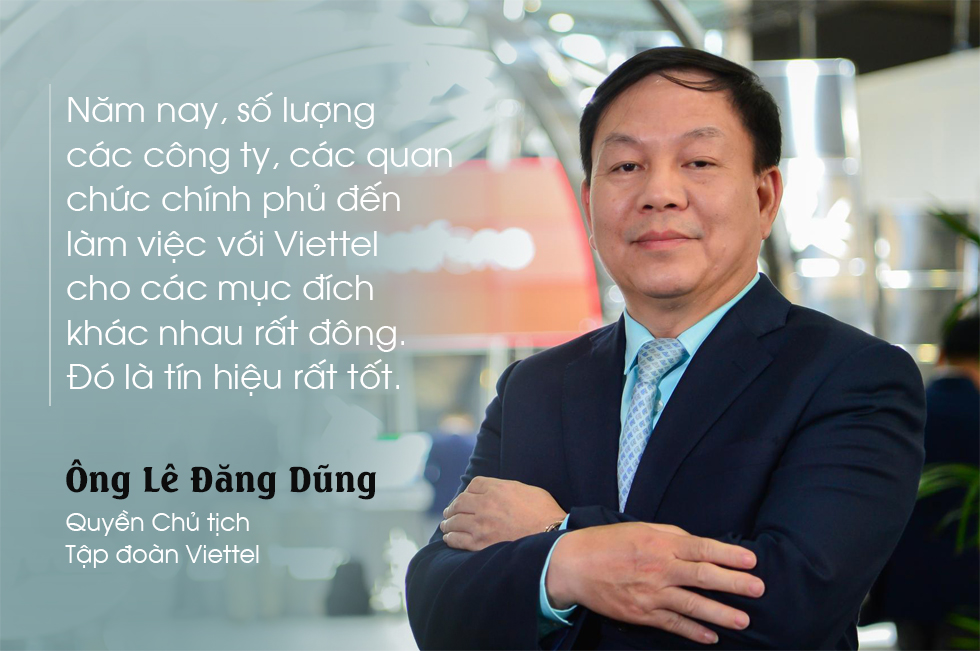 Năm nay, số lượng
các công ty, các quan
chức chính phủ đến
làm việc với Viettel
cho các mục đích
khác nhau rất đông.
Đó là tín hiệu rất tốt.
Ông Lê Đăng Dũng
Quyền Chủ tịch
Tập đoàn Viettel